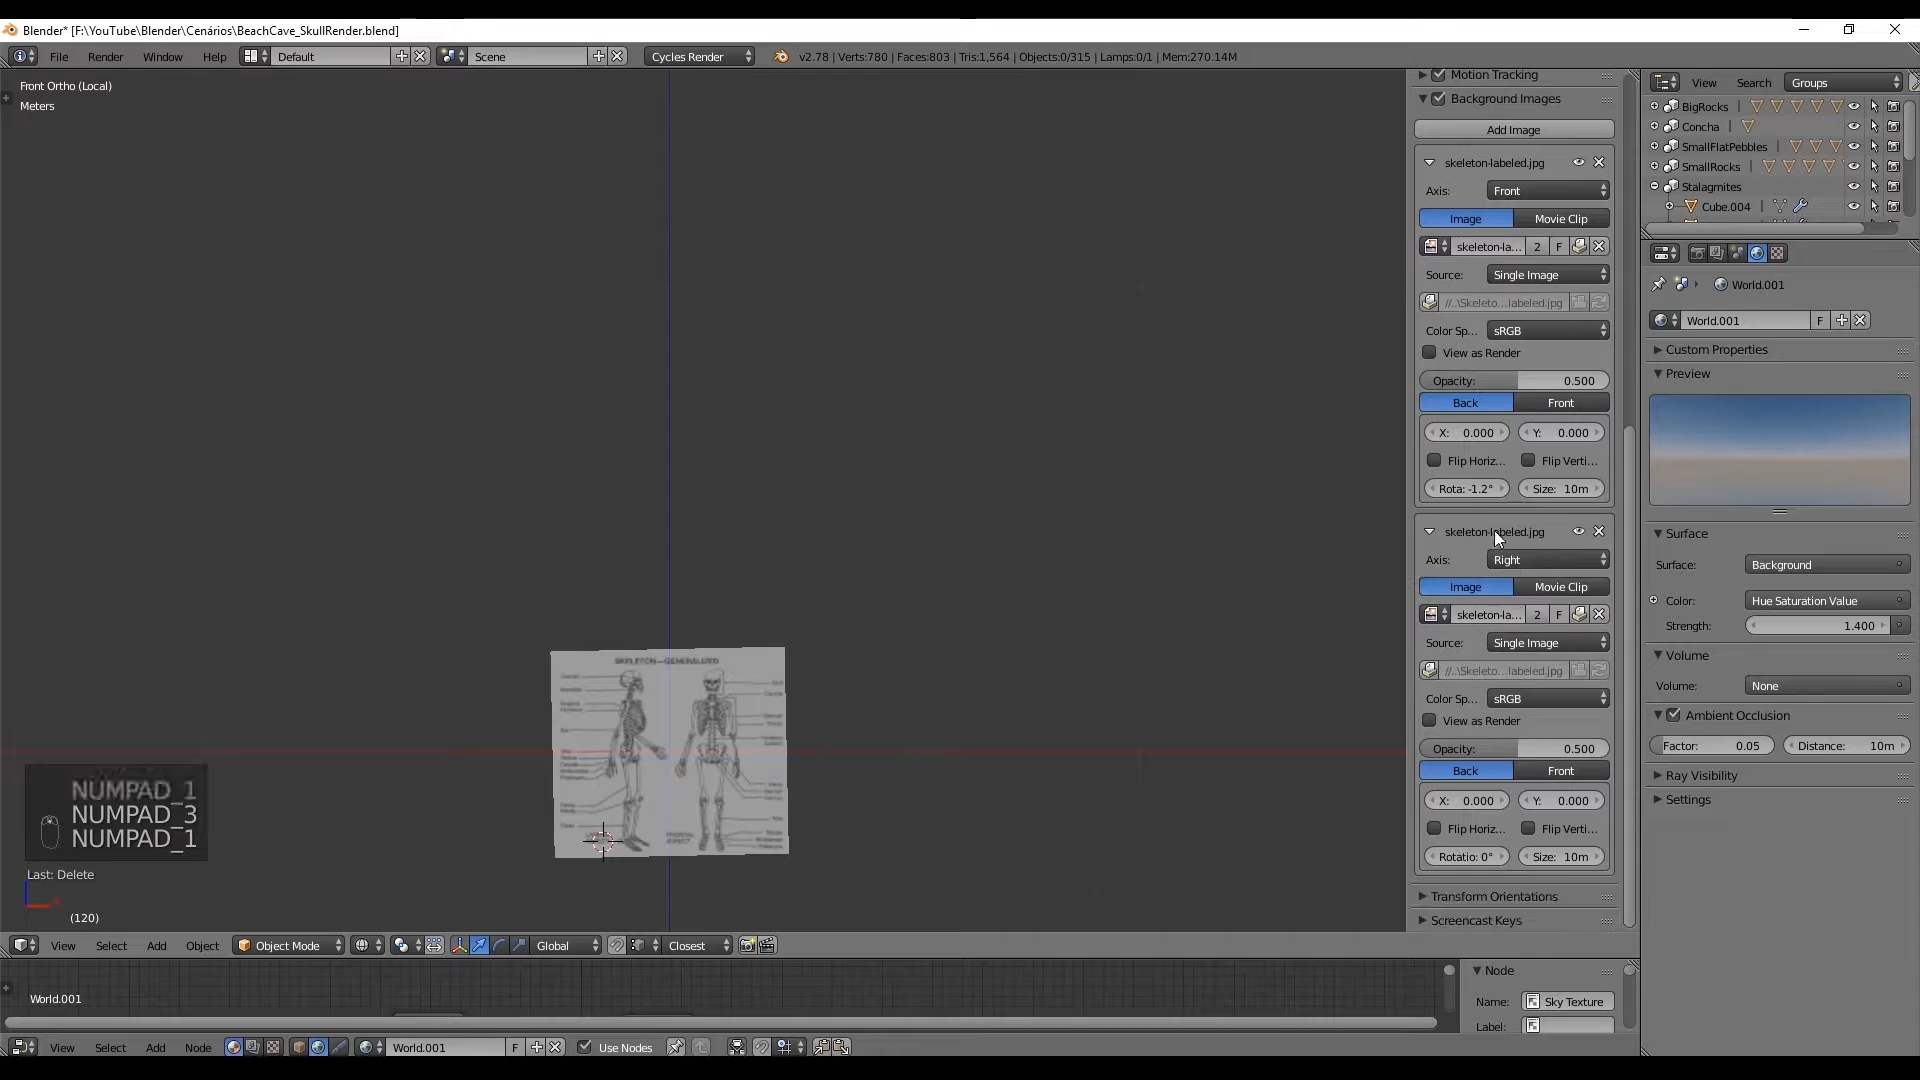 Blender* [F:\YouTube\Blender\Cenários\BeachCave_SkullRender.blend]
File Render Window Help Default Scene Cycles Render v2.78 | Verts:780 | Faces:803 | Tris:1,564 | Objects:0/315 | Lamps:0/1 | Mem:270.14M
Front Ortho (Local)
Meters
SKELETON—GENERALIZED
NUMPAD_1
NUMPAD_3
NUMPAD_1
Last: Delete
(120)
View Select Add Object Object Mode Global Closest
World.001
View Select Add Node World.001 F Use Nodes
Motion Tracking
Background Images
Add Image
skeleton-labeled.jpg
Axis: Front
Image Movie Clip
skeleton-la... 2 F
Source: Single Image
//..\Skeleto...labeled.jpg
Color Sp... sRGB
View as Render
Opacity: 0.500
Back Front
X: 0.000 Y: 0.000
Flip Horiz... Flip Verti...
Rota: -1.2° Size: 10m
skeleton-labeled.jpg
Axis: Right
Image Movie Clip
skeleton-la... 2 F
Source: Single Image
//..\Skeleto...labeled.jpg
Color Sp... sRGB
View as Render
Opacity: 0.500
Back Front
X: 0.000 Y: 0.000
Flip Horiz... Flip Verti...
Rotatio: 0° Size: 10m
Transform Orientations
Screencast Keys
Node
Name: Sky Texture
Label:
View Search Groups
BigRocks
Concha
SmallFlatPebbles
SmallRocks
Stalagmites
Cube.004
World.001
World.001 F
Custom Properties
Preview
Surface
Surface: Background
Color: Hue Saturation Value
Strength: 1.400
Volume
Volume: None
Ambient Occlusion
Factor: 0.05 Distance: 10m
Ray Visibility
Settings